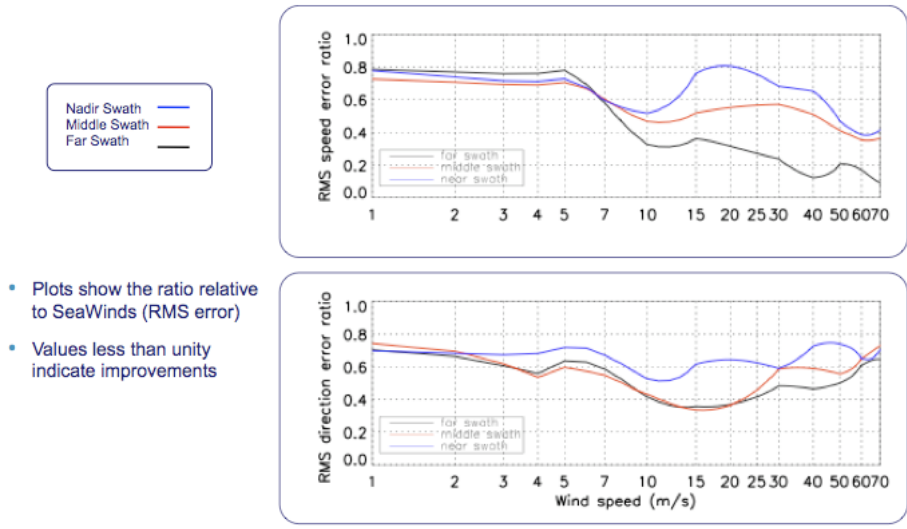 Nadir Swath
Middle Swath
Far Swath
RMS speed error ratio
1.0
0.8
0.6
0.4
0.2
0.0
far swath
middle swath
near swath
1 2 3 4 5 7 10 15 20 25 30 40 50 60 70
• Plots show the ratio relative
to SeaWinds (RMS error)
• Values less than unity
indicate improvements
RMS direction error ratio
1.0
0.8
0.6
0.4
0.2
0.0
far swath
middle swath
near swath
1 2 3 4 5 7 10 15 20 25 30 40 50 60 70
Wind speed (m/s)